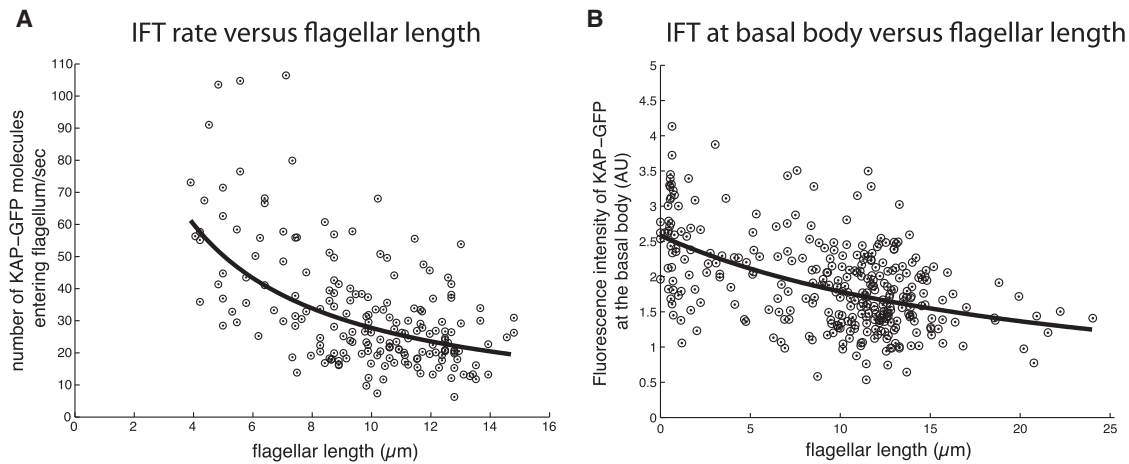 A
IFT rate versus flagellar length
number of KAP–GFP molecules
entering flagellum/sec
110
100
90
80
70
60
50
40
30
20
10
0
0 2 4 6 8 10 12 14 16
flagellar length (µm)
B
IFT at basal body versus flagellar length
Fluorescence intensity of KAP–GFP
at the basal body (AU)
5
4.5
4
3.5
3
2.5
2
1.5
1
0.5
0
0 5 10 15 20 25
flagellar length (µm)